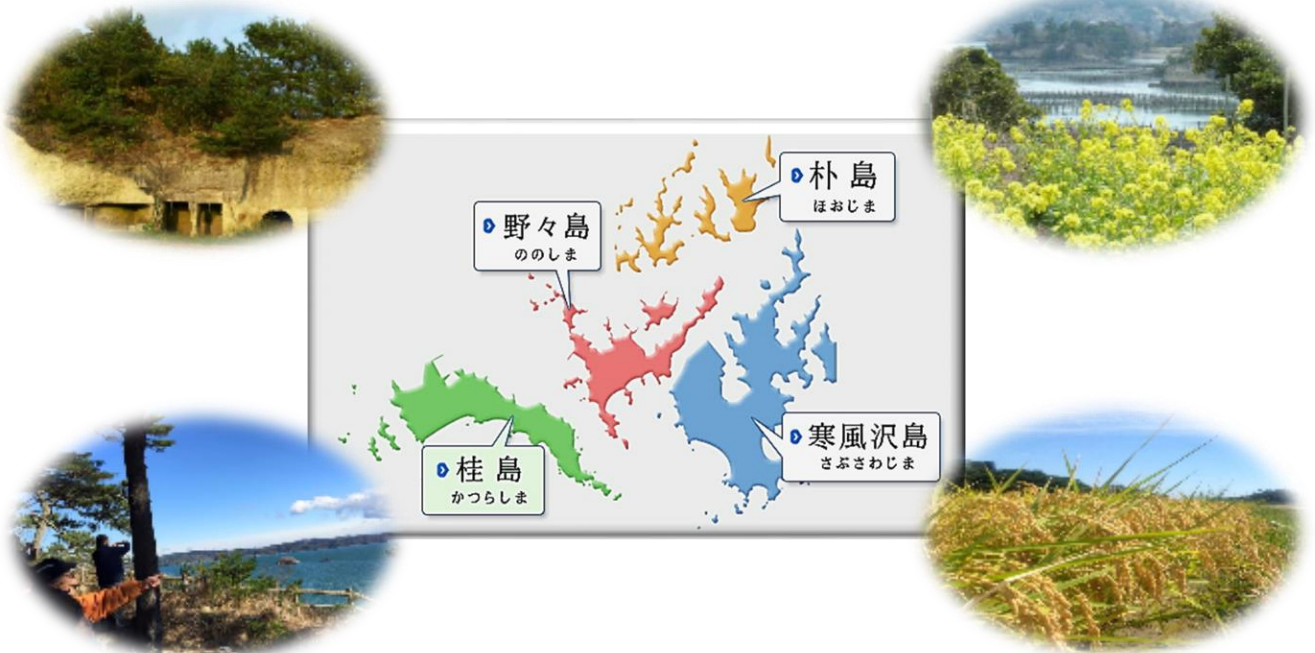 朴島
ほおじま
野々島
ののしま
寒風沢島
さぶさわじま
桂島
かつらしま